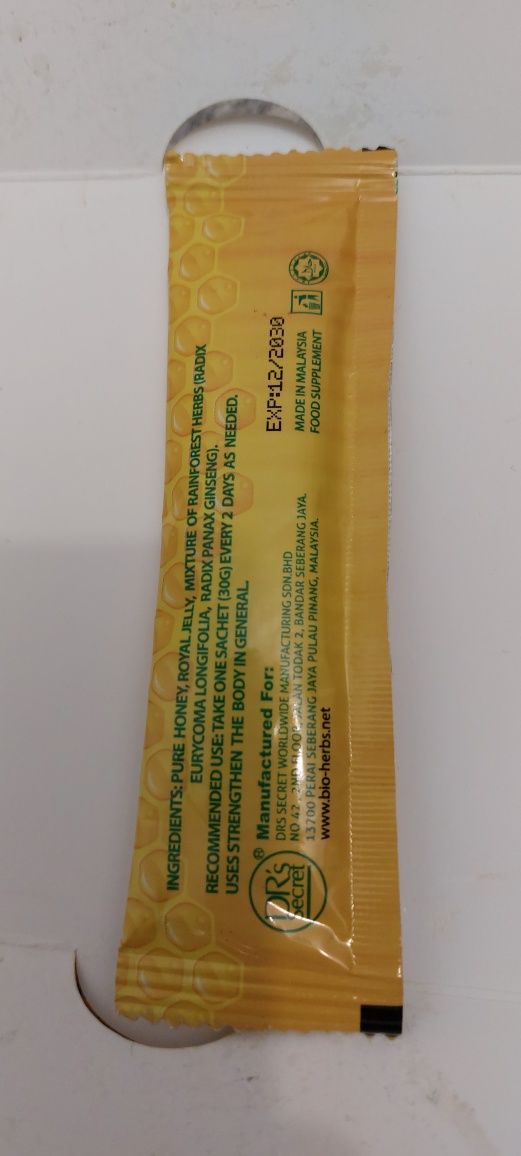 INGREDIENTS: PURE HONEY, ROYAL JELLY, MIXTURE OF RAINFOREST HERBS (RADIX
EURYCOMA LONGIFOLIA, RADIX PANAX GINSENG).
RECOMMENDED USE: TAKE ONE SACHET (30G) EVERY 2 DAYS AS NEEDED.
USES STRENGTHEN THE BODY IN GENERAL.
Manufactured For:
DRS SECRET WORLDWIDE MANUFACTURING SDN.BHD
NO 42, 2ND FLOOR, JALAN TODAK 2, BANDAR SEBERANG JAYA.
13700 PERAI SEBERANG JAYA PULAU PINANG, MALAYSIA.
www.bio-herbs.net
DR's
Secret
®
EXP:12/2030
MADE IN MALAYSIA
FOOD SUPPLEMENT